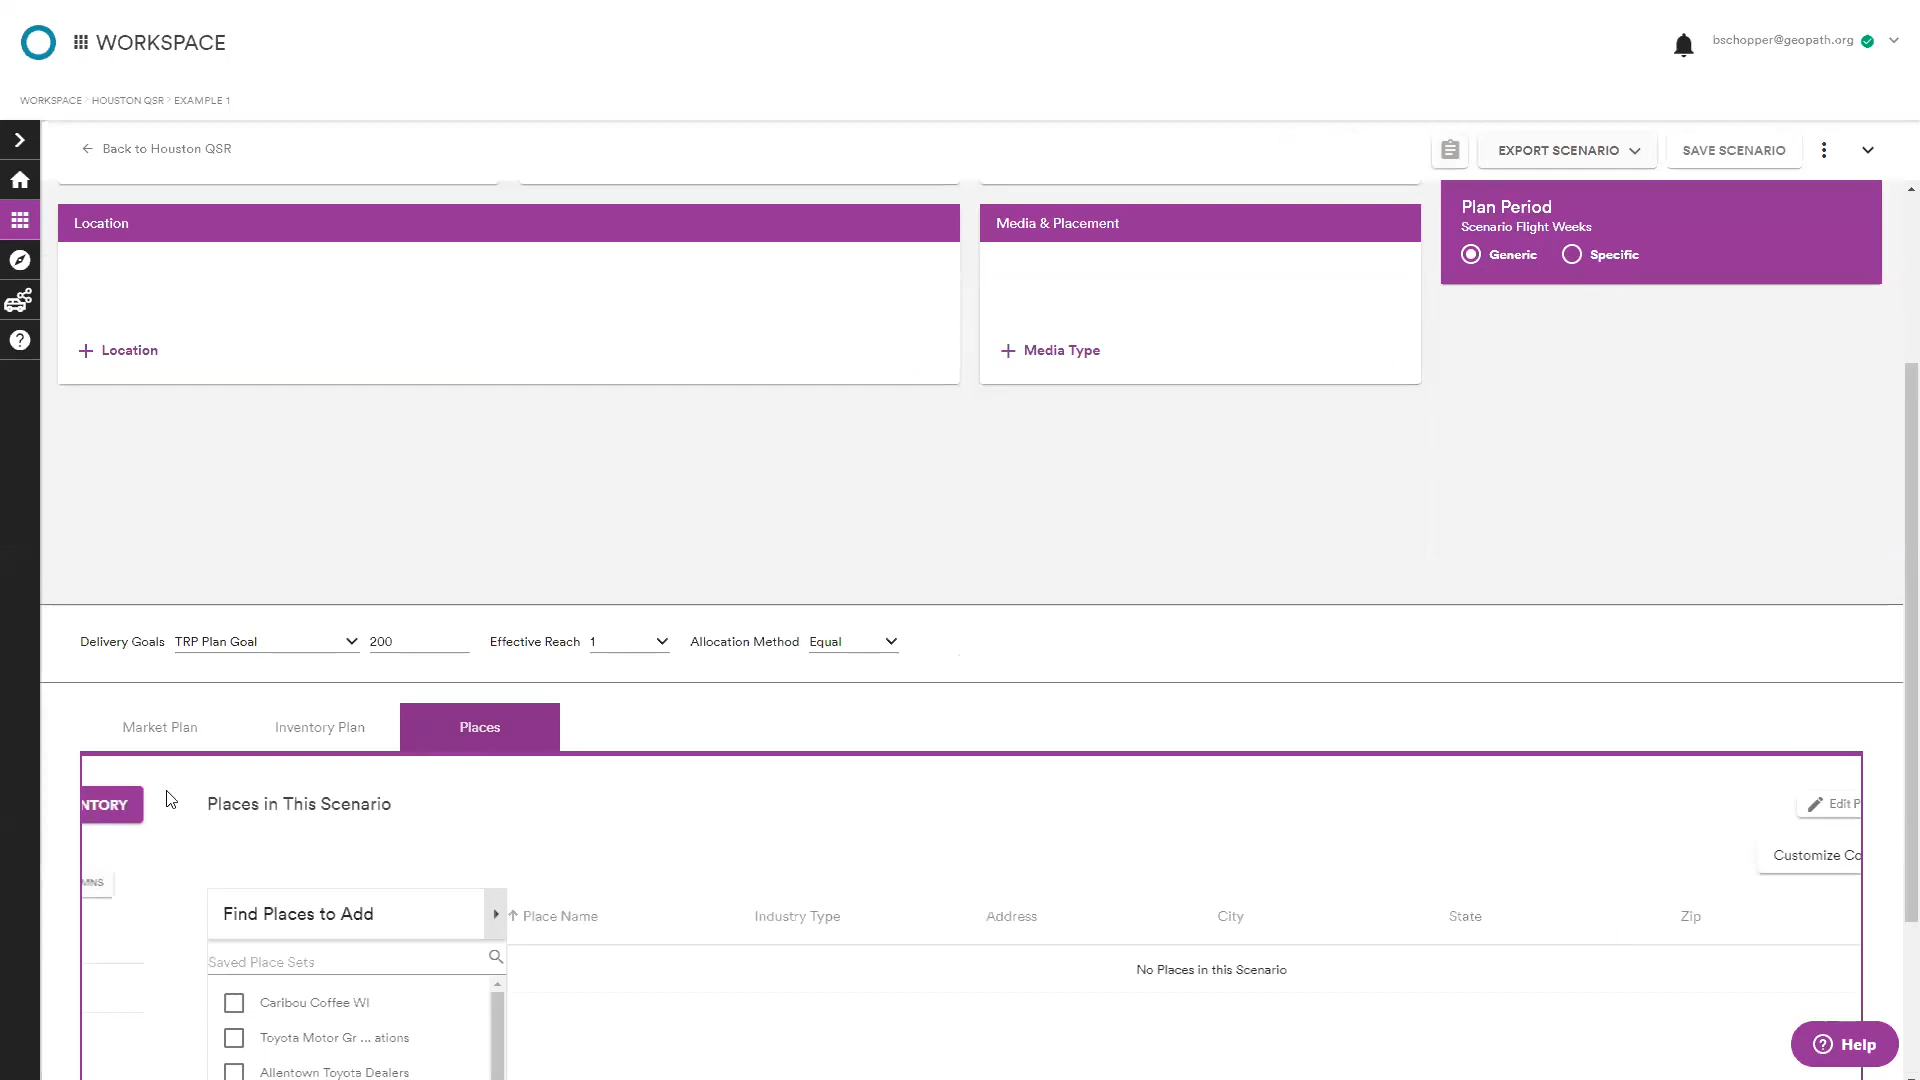 WORKSPACE
bschopper@geopath.org
WORKSPACE > HOUSTON QSR > EXAMPLE 1
Back to Houston QSR
EXPORT SCENARIO
SAVE SCENARIO
Location
Media & Placement
Plan Period
Scenario Flight Weeks
Generic
Specific
+ Location
+ Media Type
Delivery Goals TRP Plan Goal 200 Effective Reach 1 Allocation Method Equal
Market Plan
Inventory Plan
Places
NTORY
Places in This Scenario
Edit P
Customize Co
MNS
Find Places to Add
Place Name
Industry Type
Address
City
State
Zip
Saved Place Sets
No Places in this Scenario
Caribou Coffee WI
Toyota Motor Gr ... ations
Allentown Toyota Dealers
Help